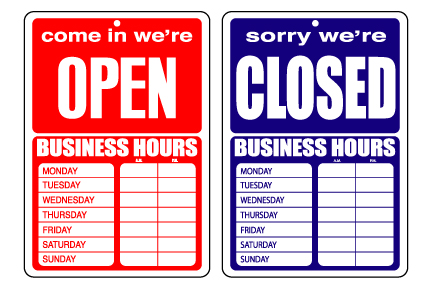 come in we're
OPEN
BUSINESS HOURS
A.M. P.M.
MONDAY
TUESDAY
WEDNESDAY
THURSDAY
FRIDAY
SATURDAY
SUNDAY
sorry we're
CLOSED
BUSINESS HOURS
A.M. P.M.
MONDAY
TUESDAY
WEDNESDAY
THURSDAY
FRIDAY
SATURDAY
SUNDAY